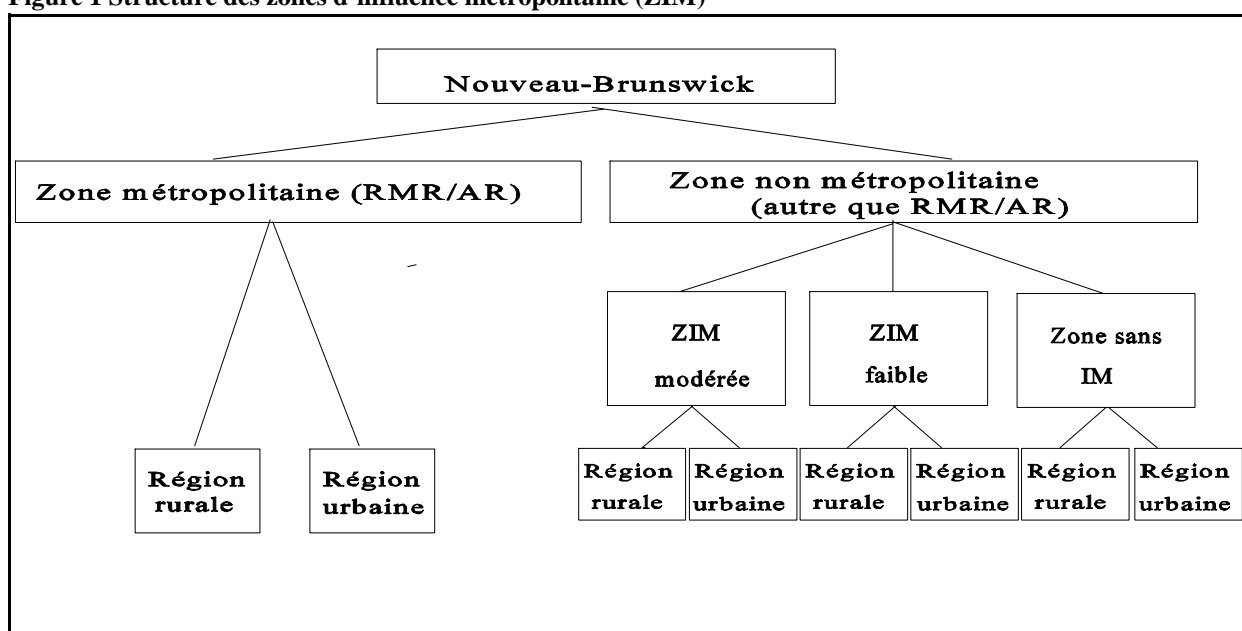 Figure 1 Structure des zones d'influence métropolitaine (ZIM)
Nouveau-Brunswick
Zone métropolitaine (RMR/AR)
Zone non métropolitaine
(autre que RMR/AR)
ZIM
modérée
ZIM
faible
Zone sans
IM
Région
rurale
Région
urbaine
Région
rurale
Région
urbaine
Région
rurale
Région
urbaine
Région
rurale
Région
urbaine